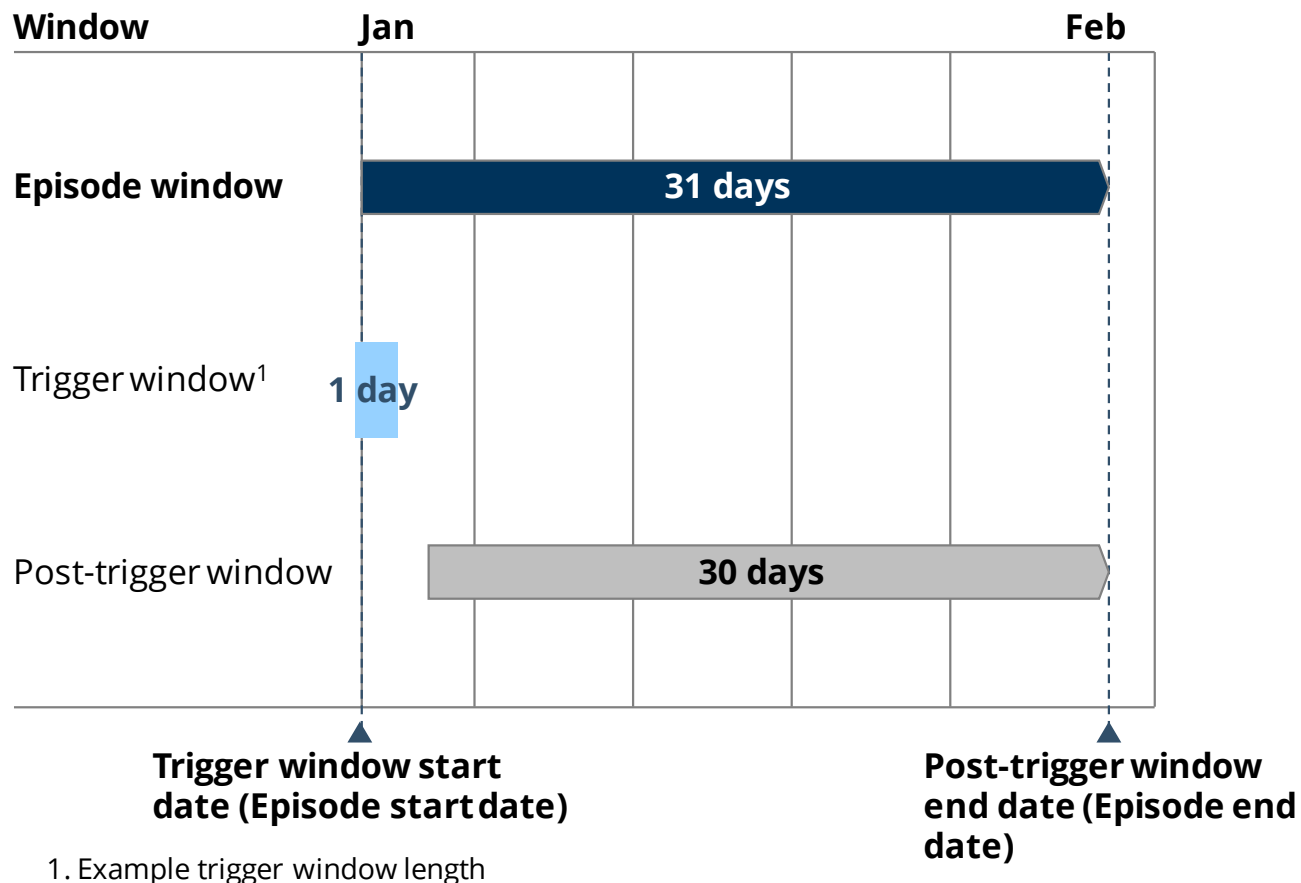 Window Jan Feb
Episode window 31 days
Trigger window1 1 day
Post-trigger window 30 days
Trigger window start
date (Episode start date)
Post-trigger window
end date (Episode end
date)
1. Example trigger window length